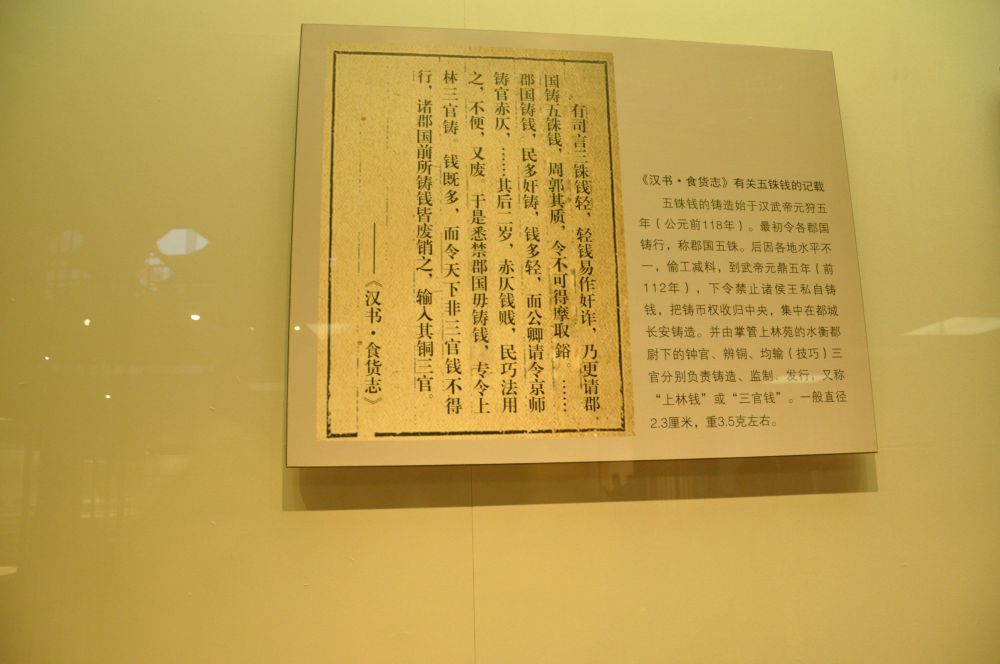 有司言三铢钱轻，轻钱易作奸诈，乃更请郡
国铸五铢钱，周郭其质，令不可得摩取鋊。……
郡国铸钱，民多奸铸，钱多轻，而公卿请令京师
铸官赤仄，……其后二岁，赤仄钱贱，民巧法用
之，不便，又废。于是悉禁郡国毋铸钱，专令上
林三官铸。钱既多，而令天下非三官钱不得
行，诸郡国前所铸钱皆废销之，输入其铜三官。
——《汉书·食货志》
《汉书·食货志》有关五铢钱的记载
五铢钱的铸造始于汉武帝元狩五
年（公元前118年）。最初令各郡国
铸行，称郡国五铢。后因各地水平不
一，偷工减料，到武帝元鼎五年（前
112年），下令禁止诸侯王私自铸
钱，把铸币权收归中央，集中在都城
长安铸造。并由掌管上林苑的水衡都
尉下的钟官、辨铜、均输（技巧）三
官分别负责铸造、监制、发行，又称
“上林钱”或“三官钱”。一般直径
2.3厘米，重3.5克左右。